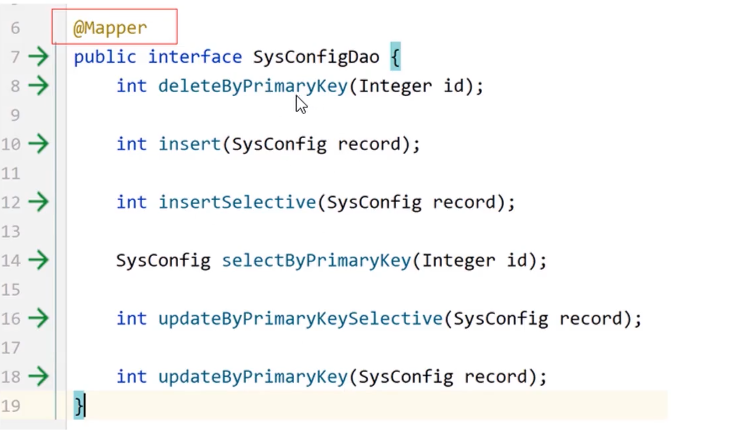 6 @Mapper
7 public interface SysConfigDao {
8 int deleteByPrimaryKey(Integer id);
9
10 int insert(SysConfig record);
11
12 int insertSelective(SysConfig record);
13
14 SysConfig selectByPrimaryKey(Integer id);
15
16 int updateByPrimaryKeySelective(SysConfig record);
17
18 int updateByPrimaryKey(SysConfig record);
19 }